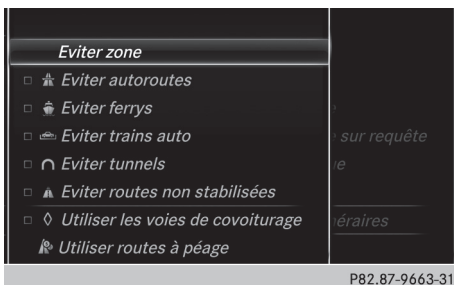 Eviter zone
Eviter autoroutes
Eviter ferrys
Eviter trains auto
sur requête
Eviter tunnels
Eviter routes non stabilisées
Utiliser les voies de covoiturage
Utiliser routes à péage
P82.87-9663-31